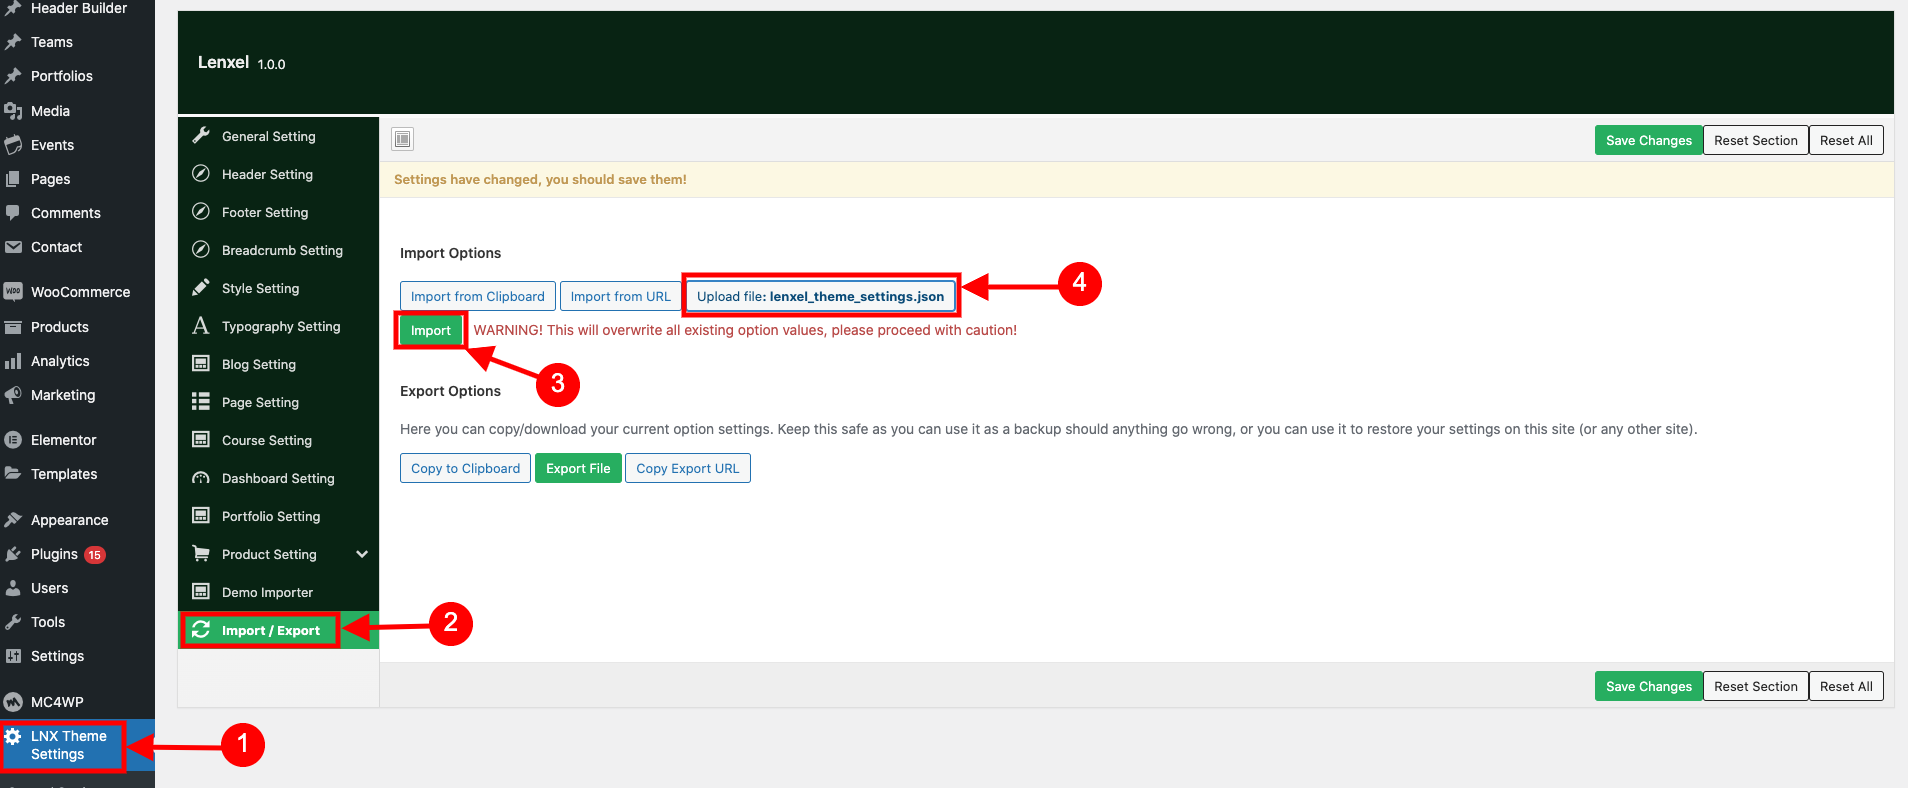 Header Builder
Teams
Portfolios
Media
Events
Pages
Comments
Contact
WooCommerce
Products
Analytics
Marketing
Elementor
Templates
Appearance
Plugins 15
Users
Tools
Settings
MC4WP
LNX Theme
Settings
1
Lenxel 1.0.0
General Setting
Header Setting
Footer Setting
Breadcrumb Setting
Style Setting
Typography Setting
Blog Setting
Page Setting
Course Setting
Dashboard Setting
Portfolio Setting
Product Setting
Demo Importer
Import / Export
2
Save Changes Reset Section Reset All
Settings have changed, you should save them!
Import Options
Import from Clipboard Import from URL Upload file: lenxel_theme_settings.json
4
Import WARNING! This will overwrite all existing option values, please proceed with caution!
3
Export Options
Here you can copy/download your current option settings. Keep this safe as you can use it as a backup should anything go wrong, or you can use it to restore your settings on this site (or any other site).
Copy to Clipboard Export File Copy Export URL
Save Changes Reset Section Reset All